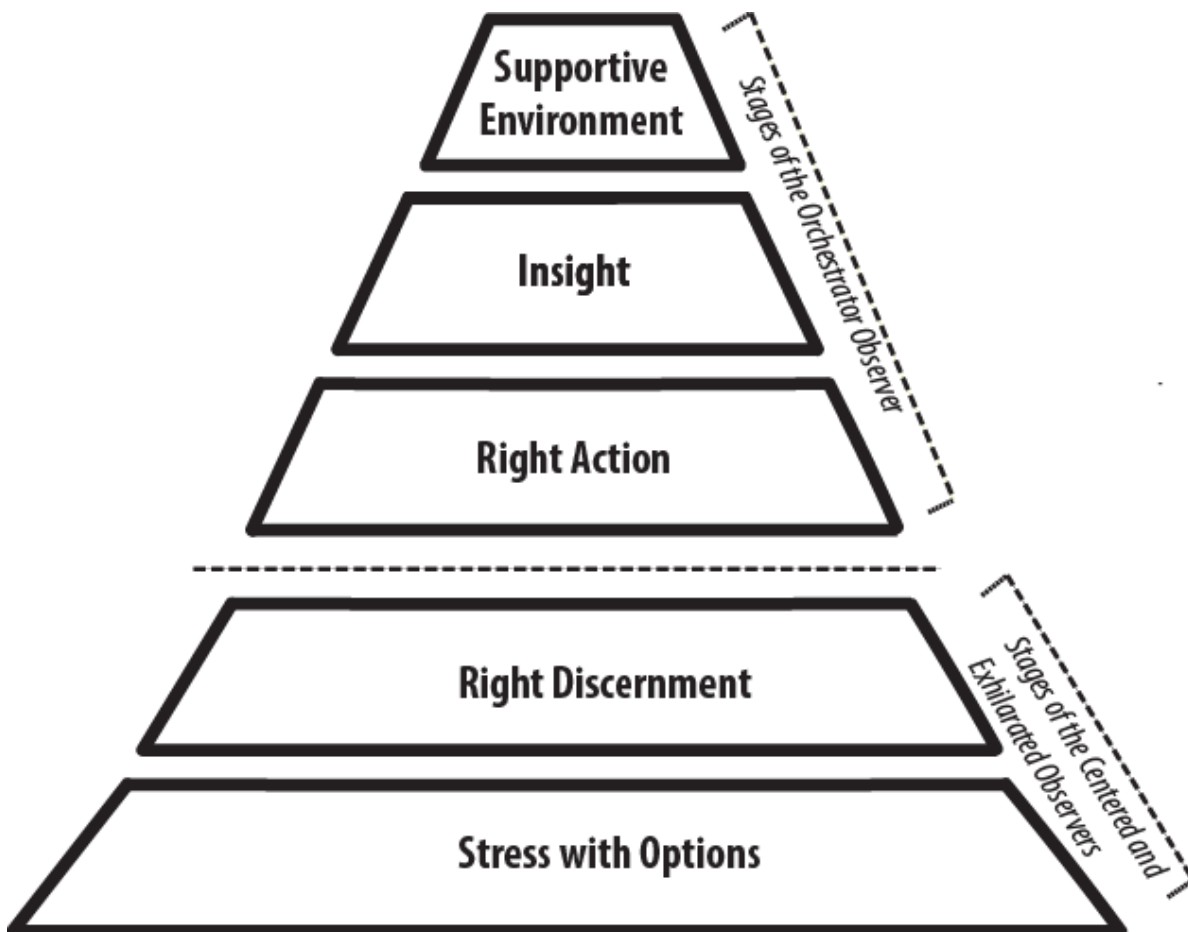 Supportive
Environment
Stages of the Orchestrator Observer
Insight
Right Action
Right Discernment
Stages of the Centered and
Exhilarated Observers
Stress with Options